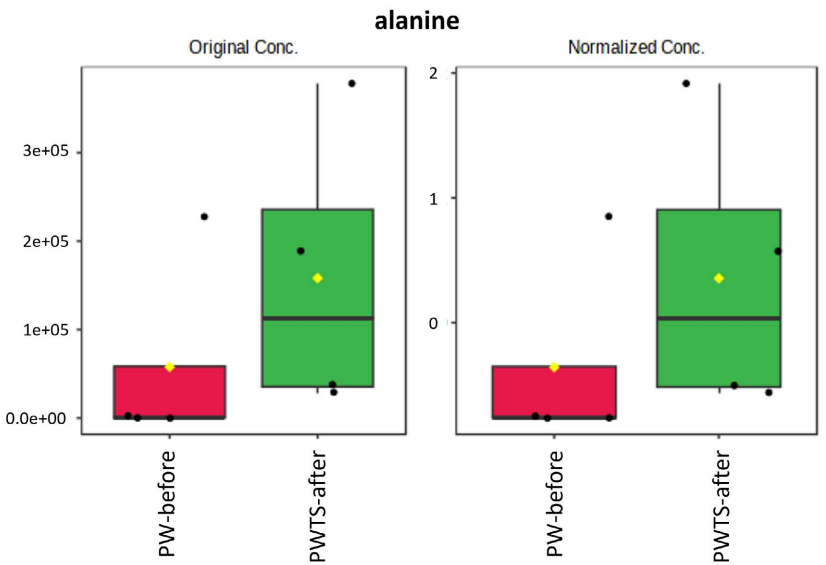 alanine
Original Conc.
3e+05
2e+05
1e+05
0.0e+00
PW-before
PWTS-after
Normalized Conc.
2
1
0
PW-before
PWTS-after